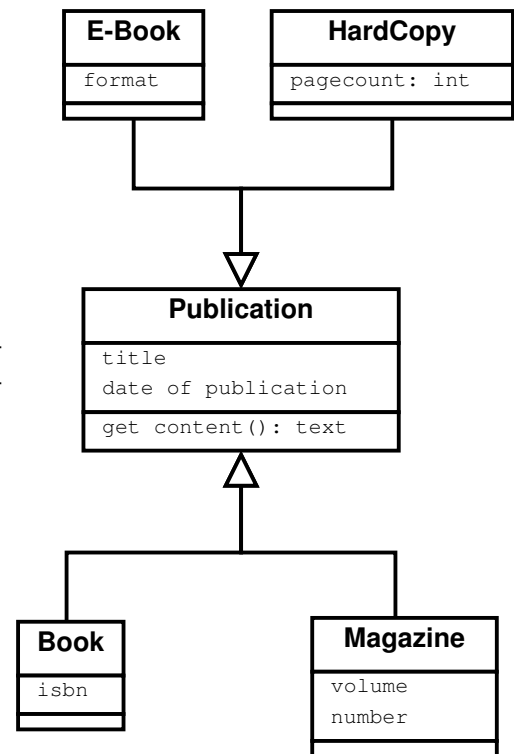 E-Book
format
HardCopy
pagecount: int
Publication
title
date of publication
get content(): text
Book
isbn
Magazine
volume
number